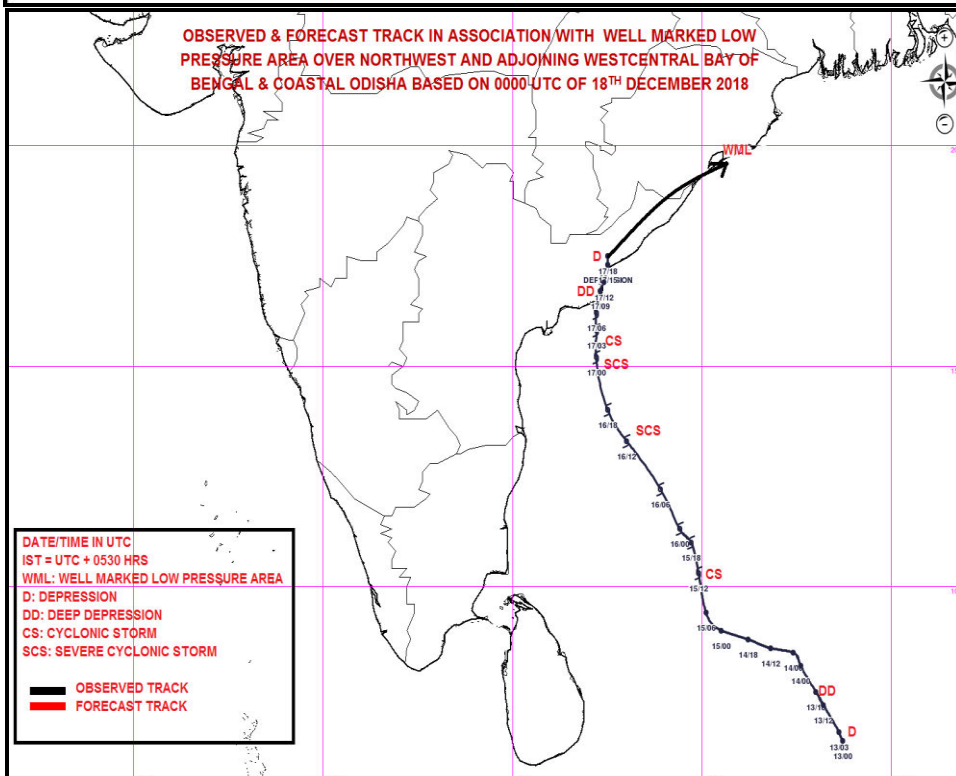 OBSERVED & FORECAST TRACK IN ASSOCIATION WITH WELL MARKED LOW
PRESSURE AREA OVER NORTHWEST AND ADJOINING WESTCENTRAL BAY OF
BENGAL & COASTAL ODISHA BASED ON 0000 UTC OF 18TH DECEMBER 2018
WML
D
17/18
17/15
DD
17/12
17/09
17/06
CS
17/03
SCS
17/00
16/18
SCS
16/12
16/06
16/00
15/18
CS
15/12
15/06
15/00
14/18
14/12
14/00
DD
13/12
D
13/03
13/00
DATE/TIME IN UTC
IST = UTC + 0530 HRS
WML: WELL MARKED LOW PRESSURE AREA
D: DEPRESSION
DD: DEEP DEPRESSION
CS: CYCLONIC STORM
SCS: SEVERE CYCLONIC STORM
OBSERVED TRACK
FORECAST TRACK